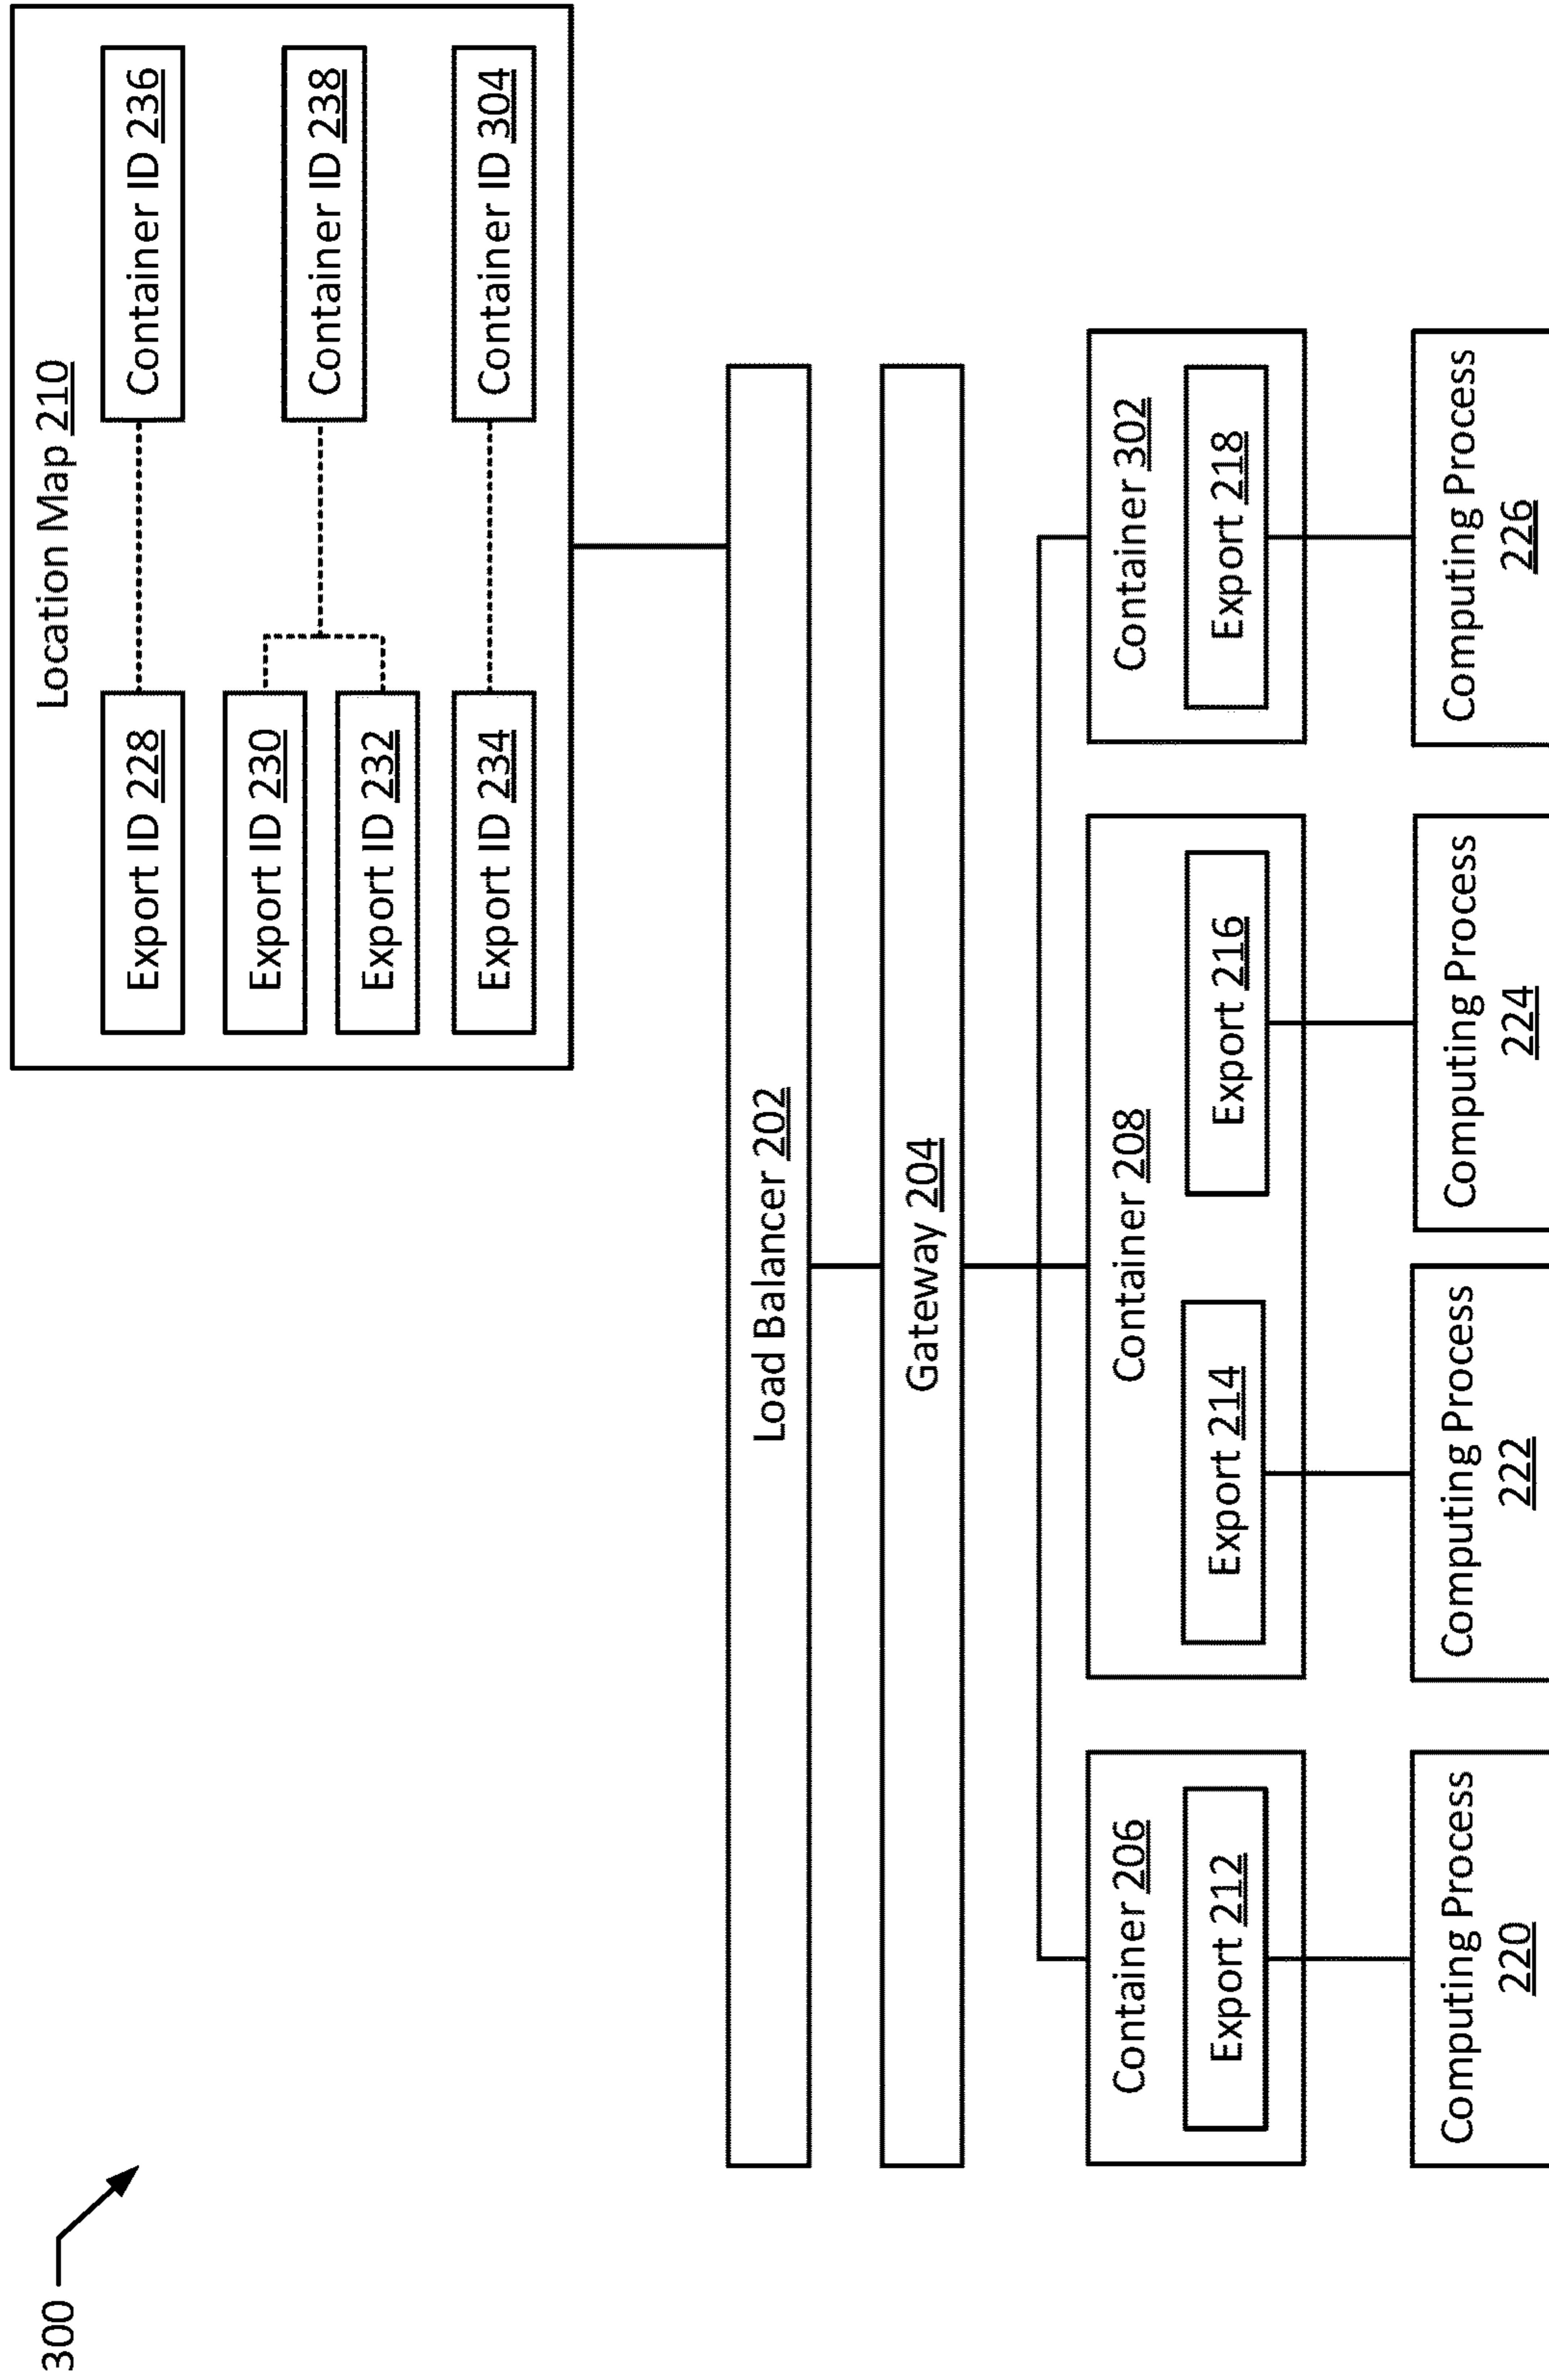 300
Location Map 210
Export ID 228
Container ID 236
Export ID 230
Container ID 238
Export ID 232
Export ID 234
Container ID 304
Load Balancer 202
Gateway 204
Container 206
Container 208
Container 302
Export 212
Export 214
Export 216
Export 218
Computing Process
220
Computing Process
222
Computing Process
224
Computing Process
226